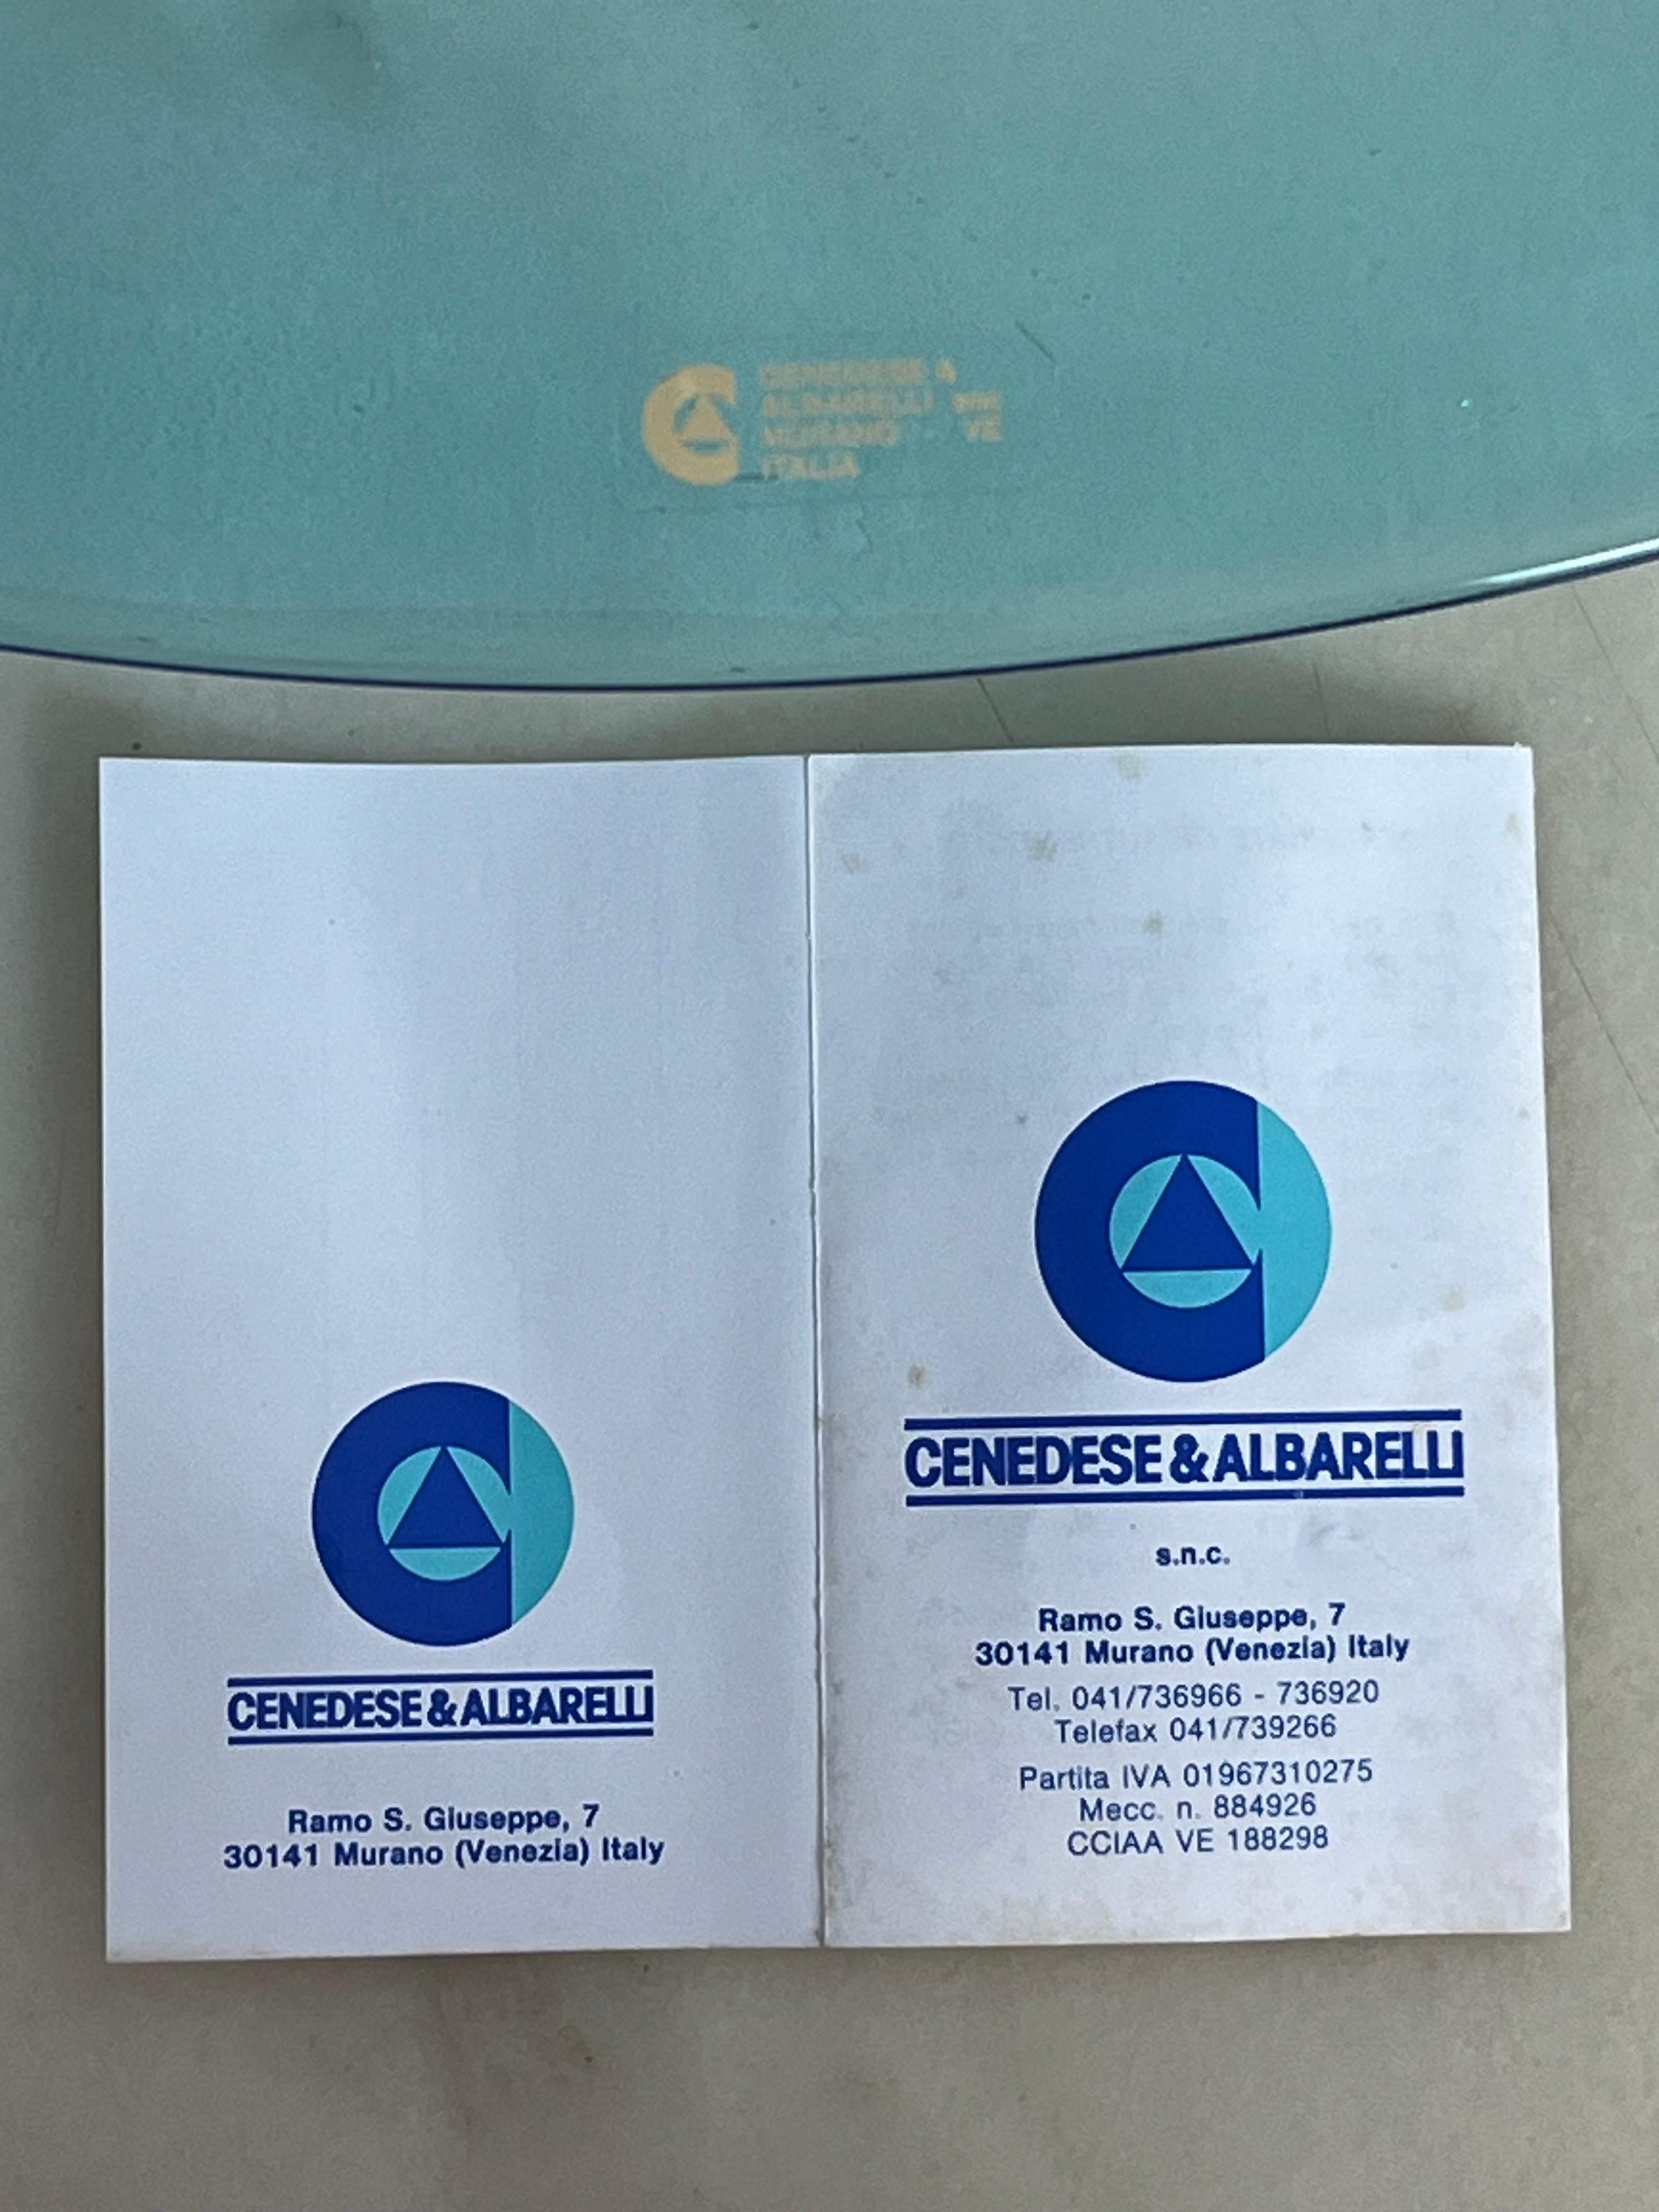 CENEDESE &
ALBARELLI snc
MURANO VE
ITALIA
CENEDESE & ALBARELLI
Ramo S. Giuseppe, 7
30141 Murano (Venezia) Italy
CENEDESE & ALBARELLI
s.n.c.
Ramo S. Giuseppe, 7
30141 Murano (Venezia) Italy
Tel. 041/736966 - 736920
Telefax 041/739266
Partita IVA 01967310275
Mecc. n. 884926
CCIAA VE 188298